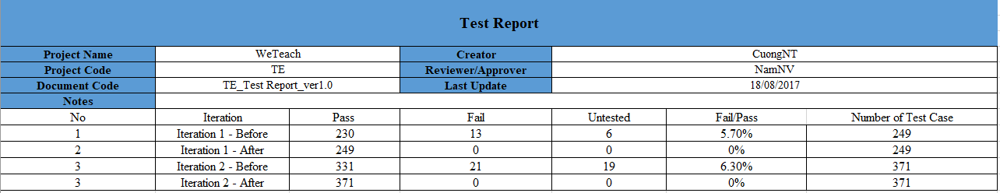 Test Report
Project Name WeTeach Creator CuongNT
Project Code TE Reviewer/Approver NamNV
Document Code TE_Test Report_ver1.0 Last Update 18/08/2017
Notes
No Iteration Pass Fail Untested Fail/Pass Number of Test Case
1 Iteration 1 - Before 230 13 6 5.70% 249
2 Iteration 1 - After 249 0 0 0% 249
3 Iteration 2 - Before 331 21 19 6.30% 371
3 Iteration 2 - After 371 0 0 0% 371